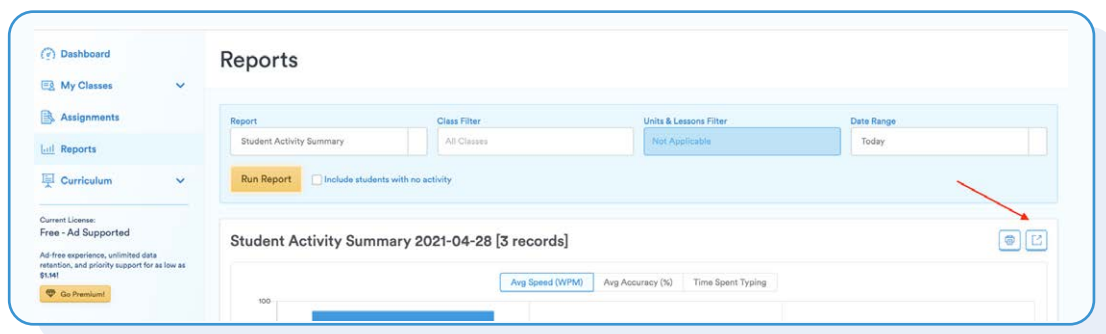 Dashboard
My Classes
Assignments
Reports
Curriculum
Current License:
Free - Ad Supported
Ad-free experience, unlimited data
retention, and priority support for as low as
$1.14!
Go Premium!
Reports
Report
Class Filter
Units & Lessons Filter
Date Range
Student Activity Summary
All Classes
Not Applicable
Today
Run Report
Include students with no activity
Student Activity Summary 2021-04-28 [3 records]
Avg Speed (WPM)
Avg Accuracy (%)
Time Spent Typing
100